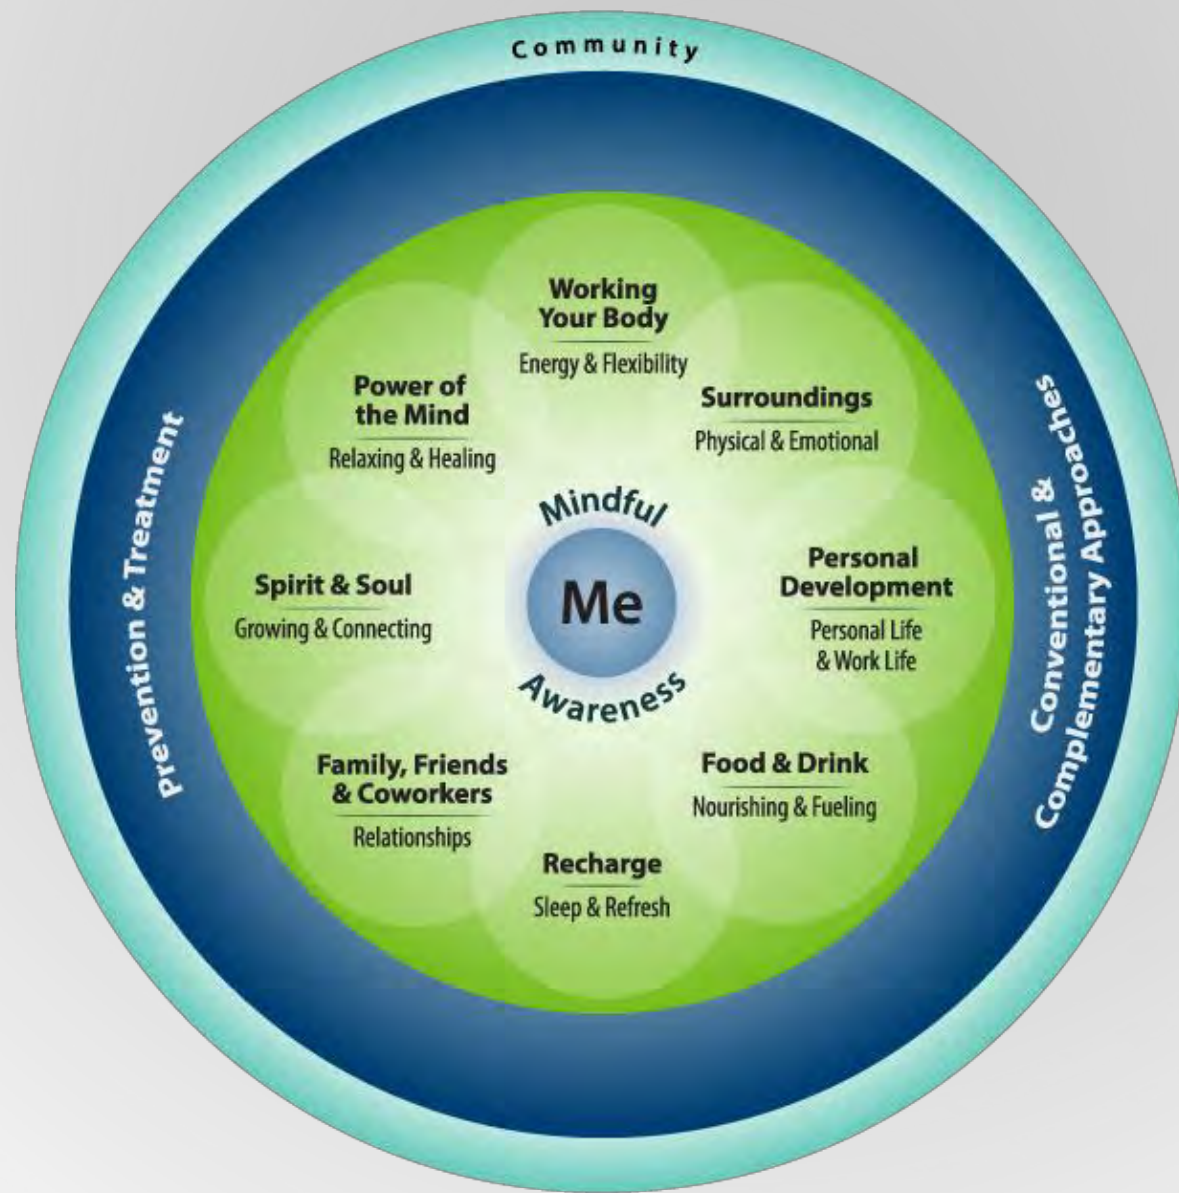 Community
Prevention & Treatment
Conventional &
Complementary Approaches
Working
Your Body
Energy & Flexibility
Surroundings
Physical & Emotional
Personal
Development
Personal Life
& Work Life
Food & Drink
Nourishing & Fueling
Recharge
Sleep & Refresh
Family, Friends
& Coworkers
Relationships
Spirit & Soul
Growing & Connecting
Power of
the Mind
Relaxing & Healing
Mindful
Me
Awareness